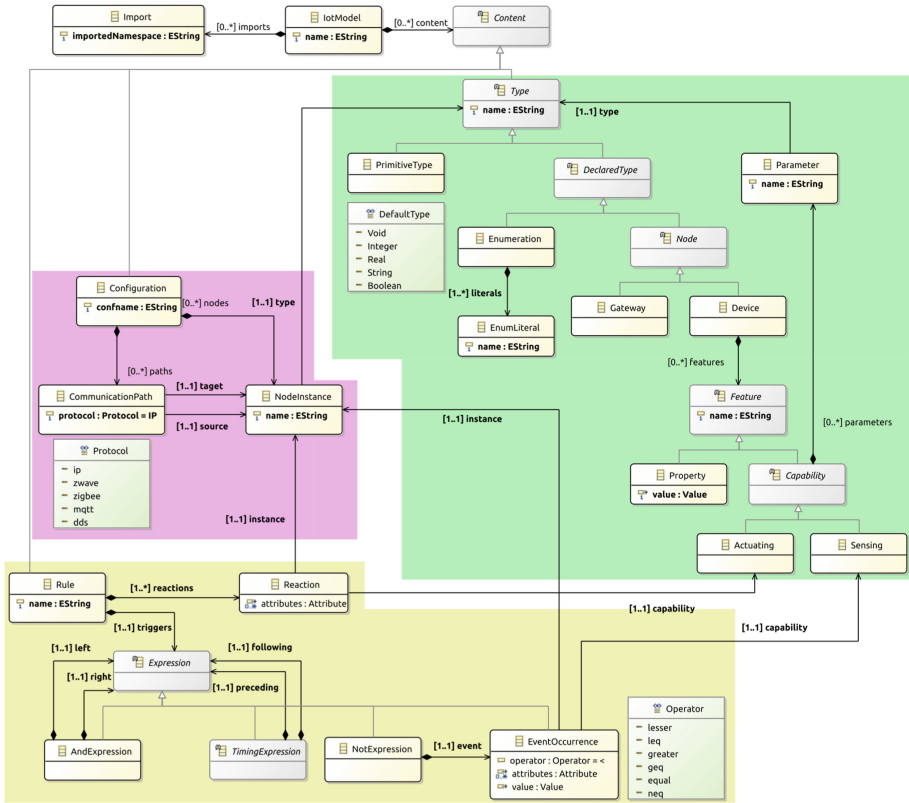 Import
importedNamespace : EString
[0..*] imports
IotModel
name : EString
[0..*] content
Content
Type
name : EString
[1..1] type
PrimitiveType
DeclaredType
Parameter
name : EString
DefaultType
Void
Integer
Real
String
Boolean
Enumeration
Node
[1..*] literals
EnumLiteral
name : EString
Gateway
Device
[0..*] features
Feature
name : EString
[0..*] parameters
Property
value : Value
Capability
Actuating
Sensing
Configuration
confname : EString
[0..*] nodes
[1..1] type
[0..*] paths
CommunicationPath
protocol : Protocol = IP
[1..1] taget
[1..1] source
NodeInstance
name : EString
[1..1] instance
Protocol
ip
zwave
zigbee
mqtt
dds
[1..1] instance
Rule
name : EString
[1..*] reactions
Reaction
0..*
attributes : Attribute
[1..1] capability
[1..1] capability
[1..1] triggers
[1..1] left
[1..1] right
Expression
[1..1] following
[1..1] preceding
AndExpression
TimingExpression
NotExpression
[1..1] event
EventOccurrence
operator : Operator = <
0..*
attributes : Attribute
value : Value
Operator
lesser
leq
greater
geq
equal
neq